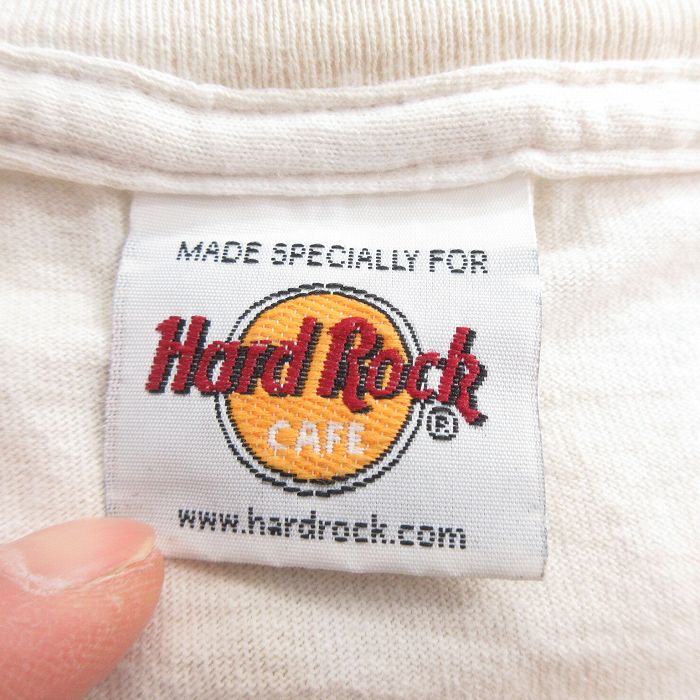 MADE SPECIALLY FOR
Hard Rock
CAFE ®
www.hardrock.com